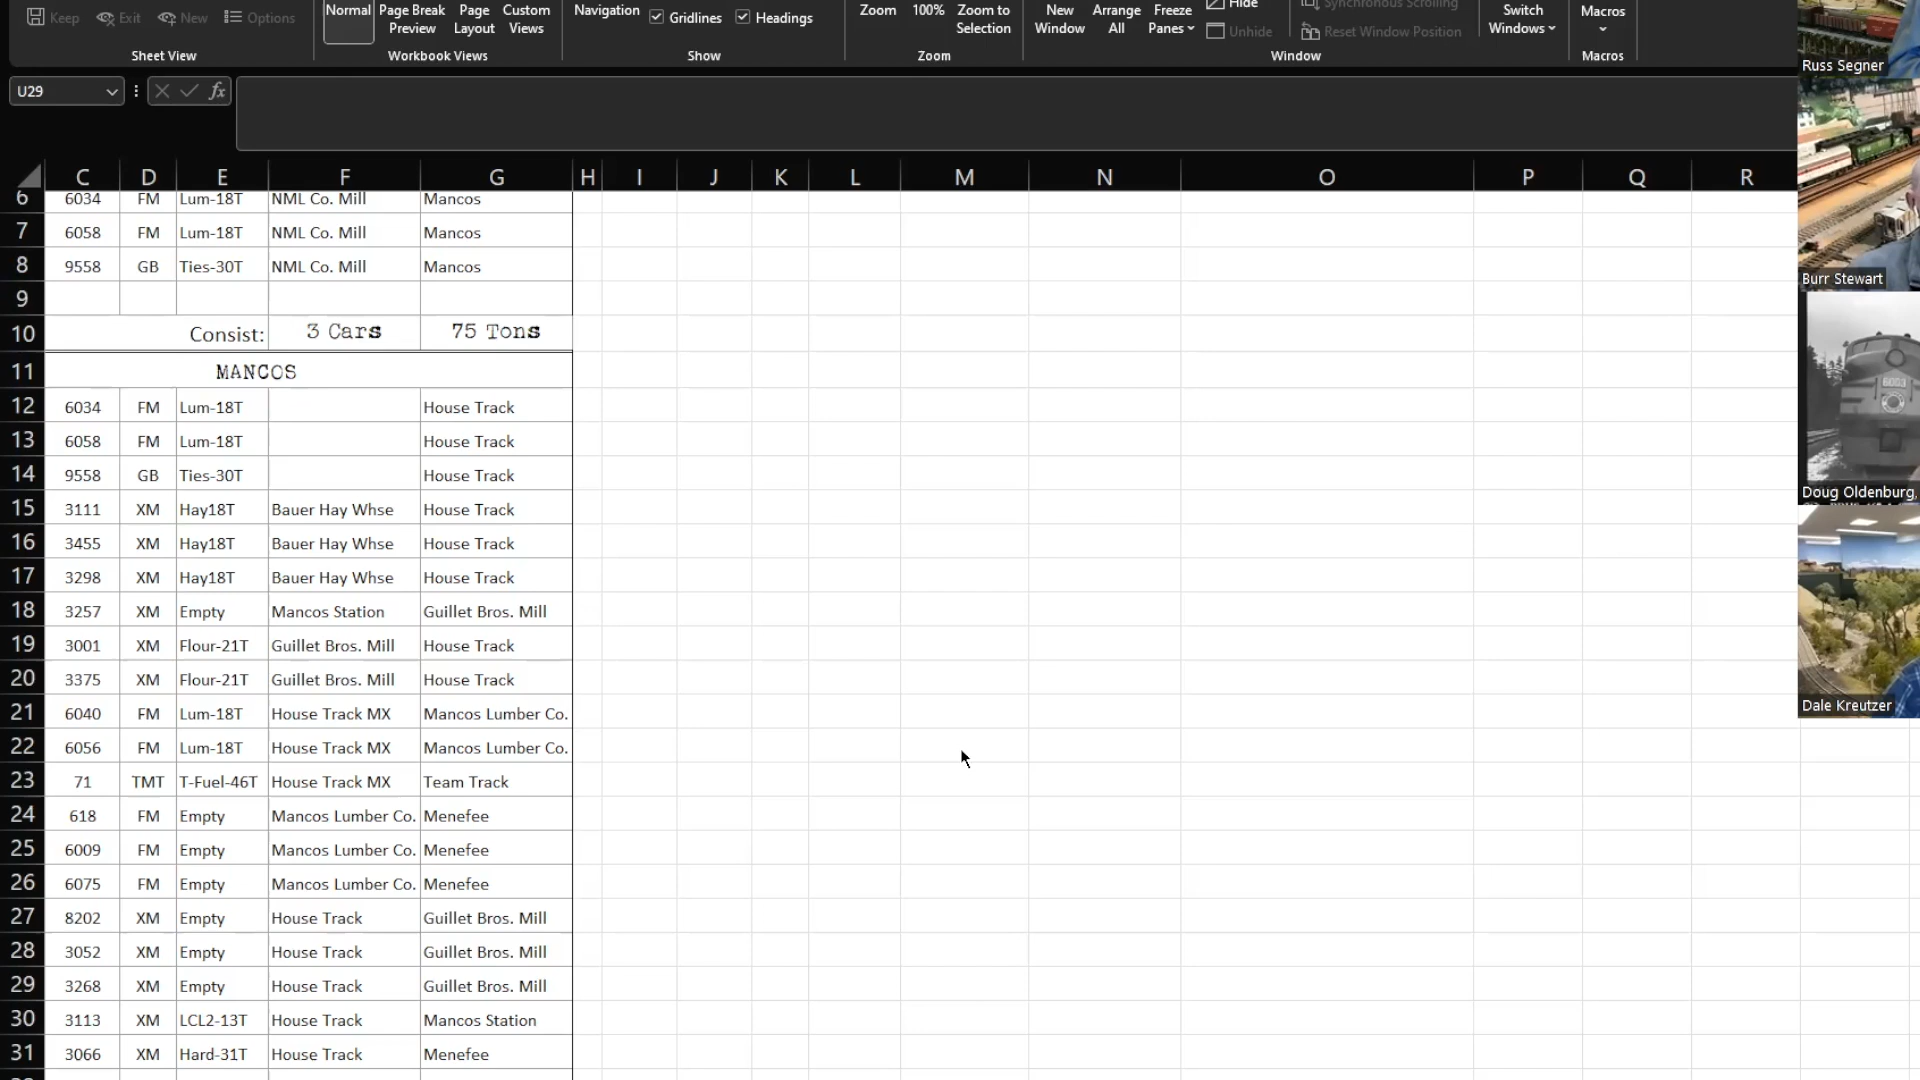 Keep Exit New Options
Sheet View
Normal Page Break Preview Page Layout Custom Views
Workbook Views
Navigation Gridlines Headings
Show
Zoom 100% Zoom to Selection
Zoom
New Window Arrange All Freeze Panes Hide Unhide Synchronous Scrolling Reset Window Position
Window
Switch Windows
Macros
Macros
U29 fx
C D E F G H I J K L M N O P Q R
6 6034 FM Lum-18T NML Co. Mill Mancos
7 6058 FM Lum-18T NML Co. Mill Mancos
8 9558 GB Ties-30T NML Co. Mill Mancos
9
10 Consist: 3 Cars 75 Tons
11 MANCOS
12 6034 FM Lum-18T House Track
13 6058 FM Lum-18T House Track
14 9558 GB Ties-30T House Track
15 3111 XM Hay18T Bauer Hay Whse House Track
16 3455 XM Hay18T Bauer Hay Whse House Track
17 3298 XM Hay18T Bauer Hay Whse House Track
18 3257 XM Empty Mancos Station Guillet Bros. Mill
19 3001 XM Flour-21T Guillet Bros. Mill House Track
20 3375 XM Flour-21T Guillet Bros. Mill House Track
21 6040 FM Lum-18T House Track MX Mancos Lumber Co.
22 6056 FM Lum-18T House Track MX Mancos Lumber Co.
23 71 TMT T-Fuel-46T House Track MX Team Track
24 618 FM Empty Mancos Lumber Co. Menefee
25 6009 FM Empty Mancos Lumber Co. Menefee
26 6075 FM Empty Mancos Lumber Co. Menefee
27 8202 XM Empty House Track Guillet Bros. Mill
28 3052 XM Empty House Track Guillet Bros. Mill
29 3268 XM Empty House Track Guillet Bros. Mill
30 3113 XM LCL2-13T House Track Mancos Station
31 3066 XM Hard-31T House Track Menefee
Russ Segner
Burr Stewart
6003
Doug Oldenburg,
Dale Kreutzer